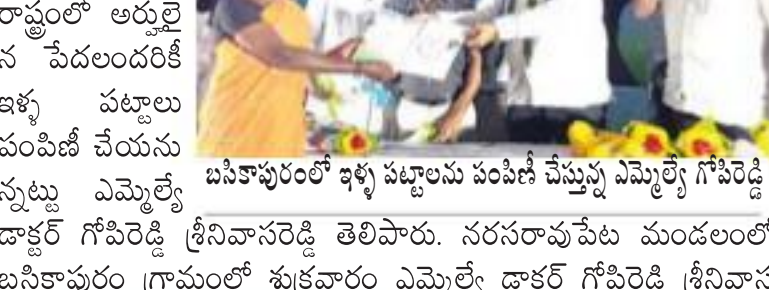 రాష్ట్రంలో అర్హులై
న పేదలందరికీ
ఇళ్ళ పట్టాలు
పంపిణీ చేయను
న్నట్టు ఎమ్మెల్యే
బసికాపురంలో ఇళ్ళ పట్టాలను పంపిణీ చేస్తున్న ఎమ్మెల్యే గోపిరెడ్డి
డాక్టర్ గోపిరెడ్డి శ్రీనివాసరెడ్డి తెలిపారు. నరసరావుపేట మండలంలో
బసికాపురం గ్రామంలో శుక్రవారం ఎమ్మెల్యే డాక్టర్ గోపిరెడ్డి శ్రీనివాస